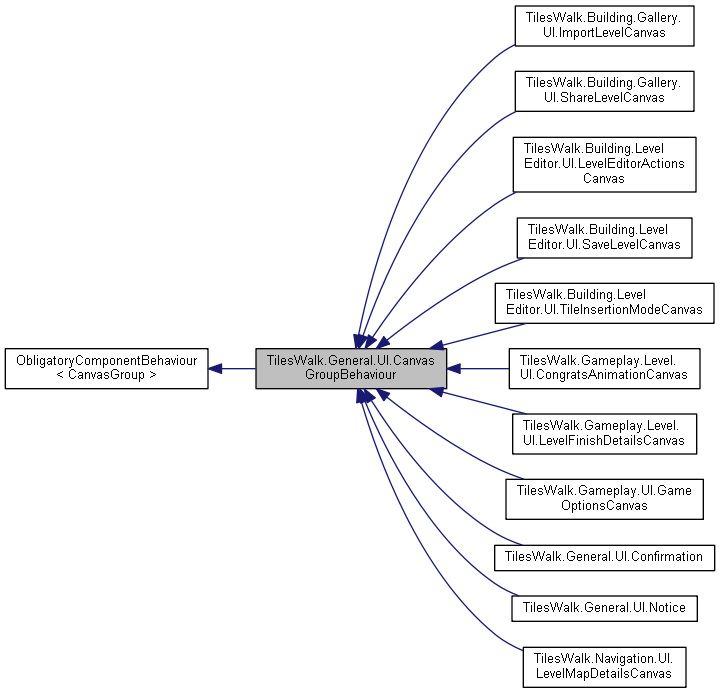 TilesWalk.Building.Gallery.
UI.ImportLevelCanvas
TilesWalk.Building.Gallery.
UI.ShareLevelCanvas
TilesWalk.Building.Level
Editor.UI.LevelEditorActions
Canvas
TilesWalk.Building.Level
Editor.UI.SaveLevelCanvas
TilesWalk.Building.Level
Editor.UI.TileInsertionModeCanvas
ObligatoryComponentBehaviour
< CanvasGroup >
TilesWalk.General.UI.Canvas
GroupBehaviour
TilesWalk.Gameplay.Level.
UI.CongratsAnimationCanvas
TilesWalk.Gameplay.Level.
UI.LevelFinishDetailsCanvas
TilesWalk.Gameplay.UI.Game
OptionsCanvas
TilesWalk.General.UI.Confirmation
TilesWalk.General.UI.Notice
TilesWalk.Navigation.UI.
LevelMapDetailsCanvas